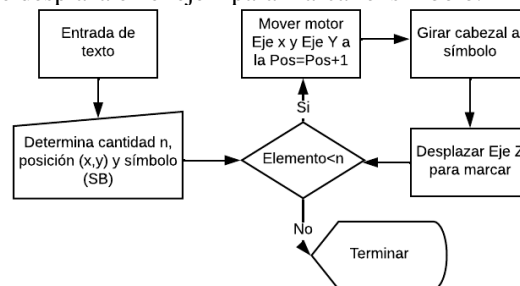 Entrada de
texto
Mover motor
Eje x y Eje Y a
la Pos=Pos+1
Girar cabezal a
símbolo
Si
Determina cantidad n,
posición (x,y) y símbolo
(SB)
Elemento<n
Desplazar Eje Z
para marcar
No
Terminar